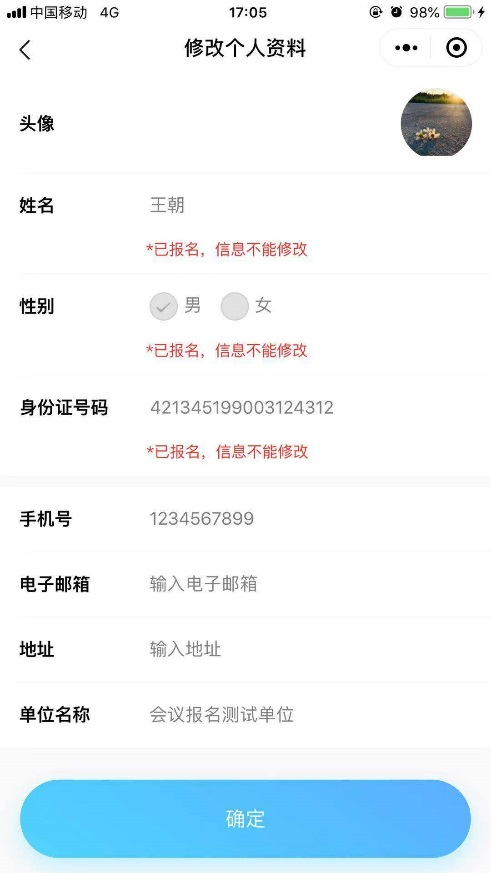 中国移动 4G 17:05 98%
修改个人资料
头像
姓名 王朝
*已报名，信息不能修改
性别 男 女
*已报名，信息不能修改
身份证号码 421345199003124312
*已报名，信息不能修改
手机号 1234567899
电子邮箱 输入电子邮箱
地址 输入地址
单位名称 会议报名测试单位
确定